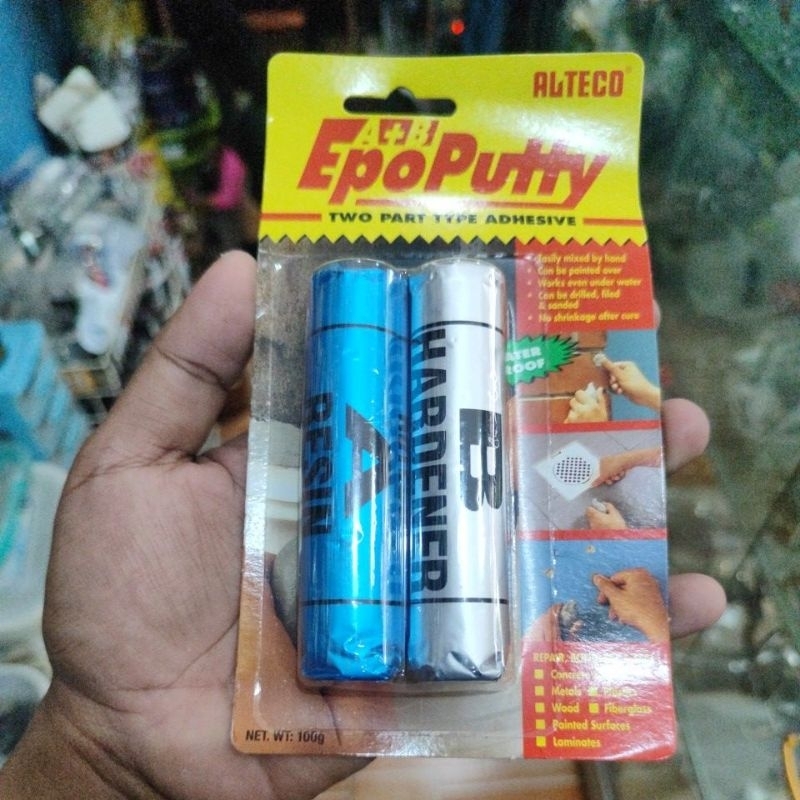 ALTECO
A+B
EpoPutty
TWO PART TYPE ADHESIVE
• Easily mixed by hand
• Can be painted over
• Works even under water
• Can be drilled, filed
& sanded
• No shrinkage after cure
A
RESIN
B
HARDENER
REPAIR,
Concrete
Metals
Wood Fiberglass
Painted Surfaces
Laminates
NET. WT: 100g